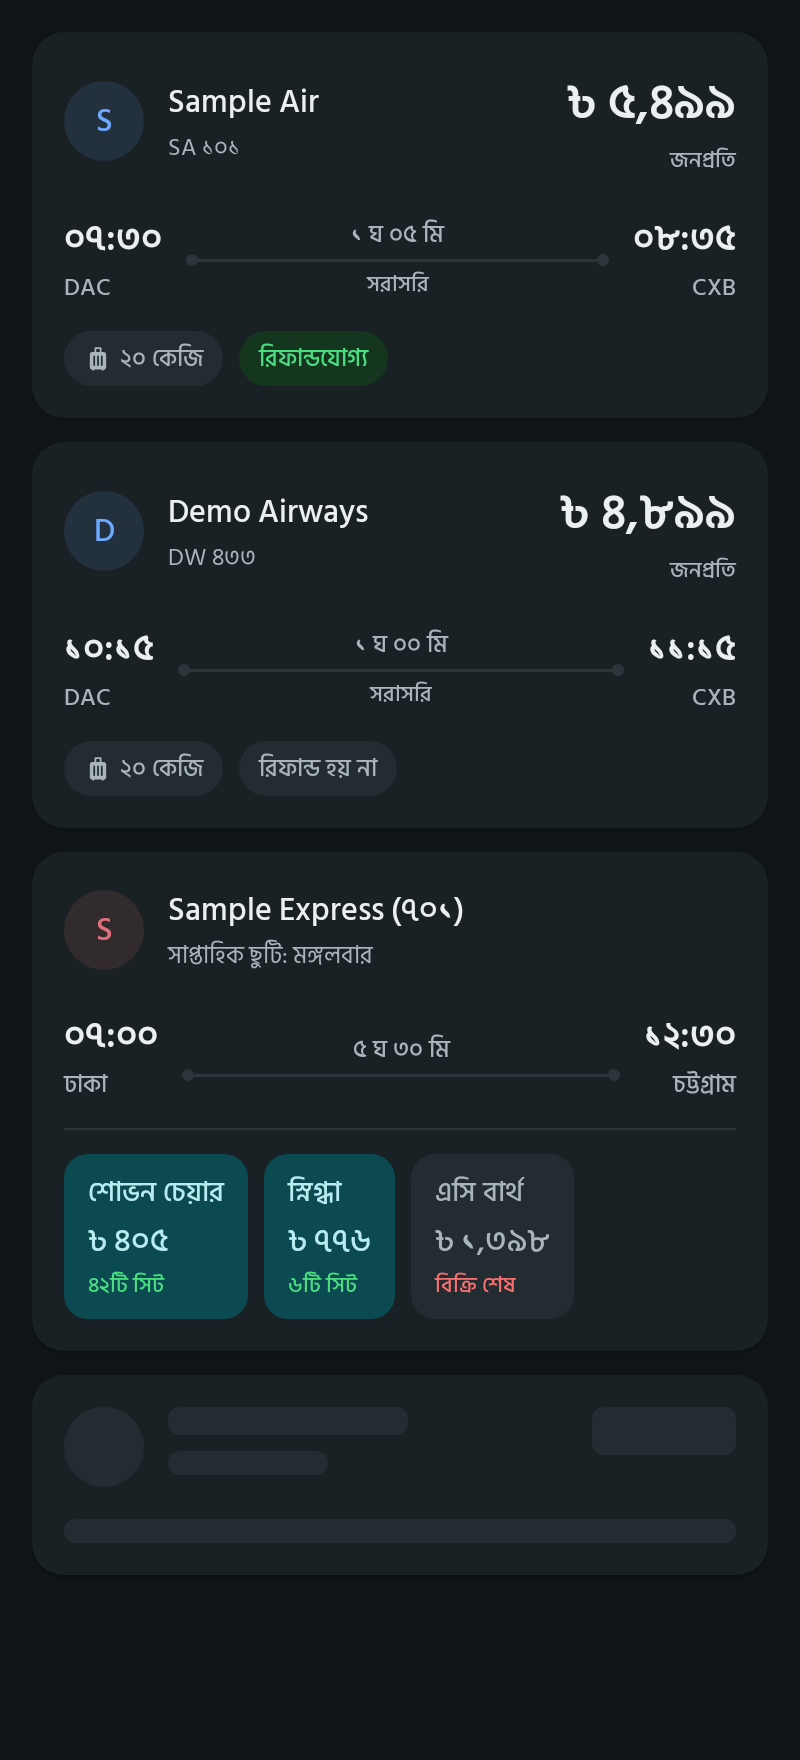 S
Sample Air
৳ ৫,৪৯৯
SA ১০১
জনপ্রতি
০৭:৩০
১ ঘ ০৫ মি
০৮:৩৫
DAC
সরাসরি
CXB
২০ কেজি
রিফান্ডযোগ্য
D
Demo Airways
৳ ৪,৮৯৯
DW ৪৩৩
জনপ্রতি
১০:১৫
১ ঘ ০০ মি
১১:১৫
DAC
সরাসরি
CXB
২০ কেজি
রিফান্ড হয় না
S
Sample Express (৭০১)
সাপ্তাহিক ছুটি: মঙ্গলবার
০৭:০০
৫ ঘ ৩০ মি
১২:৩০
ঢাকা
চট্টগ্রাম
শোভন চেয়ার
৳ ৪০৫
৪২টি সিট
স্নিগ্ধা
৳ ৭৭৬
৬টি সিট
এসি বার্থ
৳ ১,৩৯৮
বিক্রি শেষ